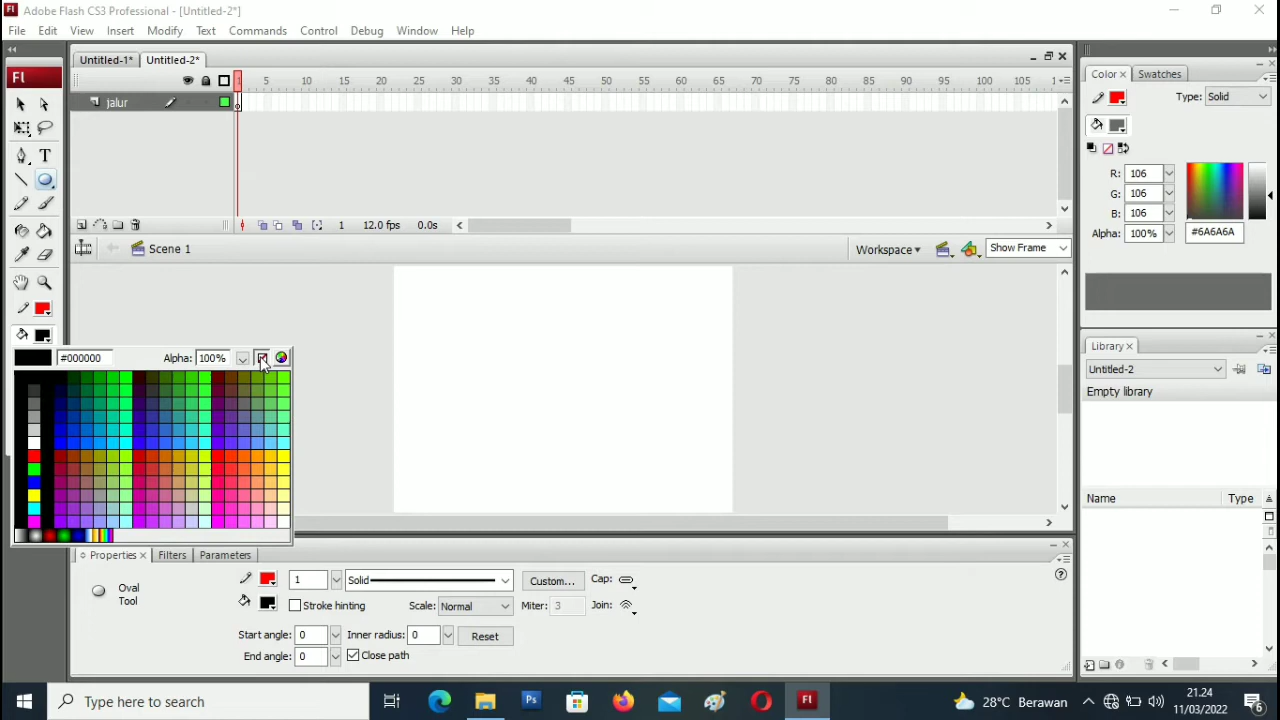 Adobe Flash CS3 Professional - [Untitled-2*]
File Edit View Insert Modify Text Commands Control Debug Window Help
Untitled-1* Untitled-2*
5 10 15 20 25 30 35 40 45 50 55 60 65 70 75 80 85 90 95 100 105
jalur
1 12.0 fps 0.0s
Scene 1 Workspace Show Frame
#000000 Alpha: 100%
Color Swatches
Type: Solid
R: 106
G: 106
B: 106
Alpha: 100% #6A6A6A
Library
Untitled-2
Empty library
Name Type
Properties Filters Parameters
Oval Tool
1 Solid Custom... Cap:
Stroke hinting Scale: Normal Miter: 3 Join:
Start angle: 0 Inner radius: 0 Reset
End angle: 0 Close path
Type here to search
28°C Berawan
21.24
11/03/2022
6